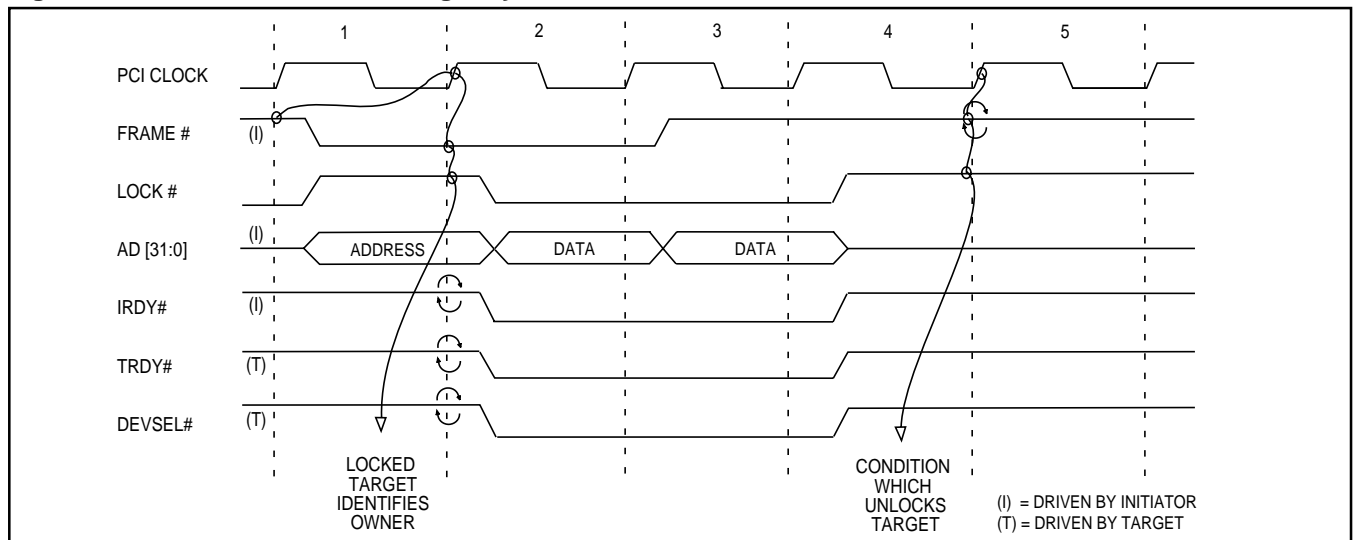 1 2 3 4 5
PCI CLOCK
FRAME # (I)
LOCK #
AD [31:0] (I) ADDRESS DATA DATA
IRDY# (I)
TRDY# (T)
DEVSEL# (T)
LOCKED
TARGET
IDENTIFIES
OWNER
CONDITION
WHICH
UNLOCKS
TARGET
(I) = DRIVEN BY INITIATOR
(T) = DRIVEN BY TARGET